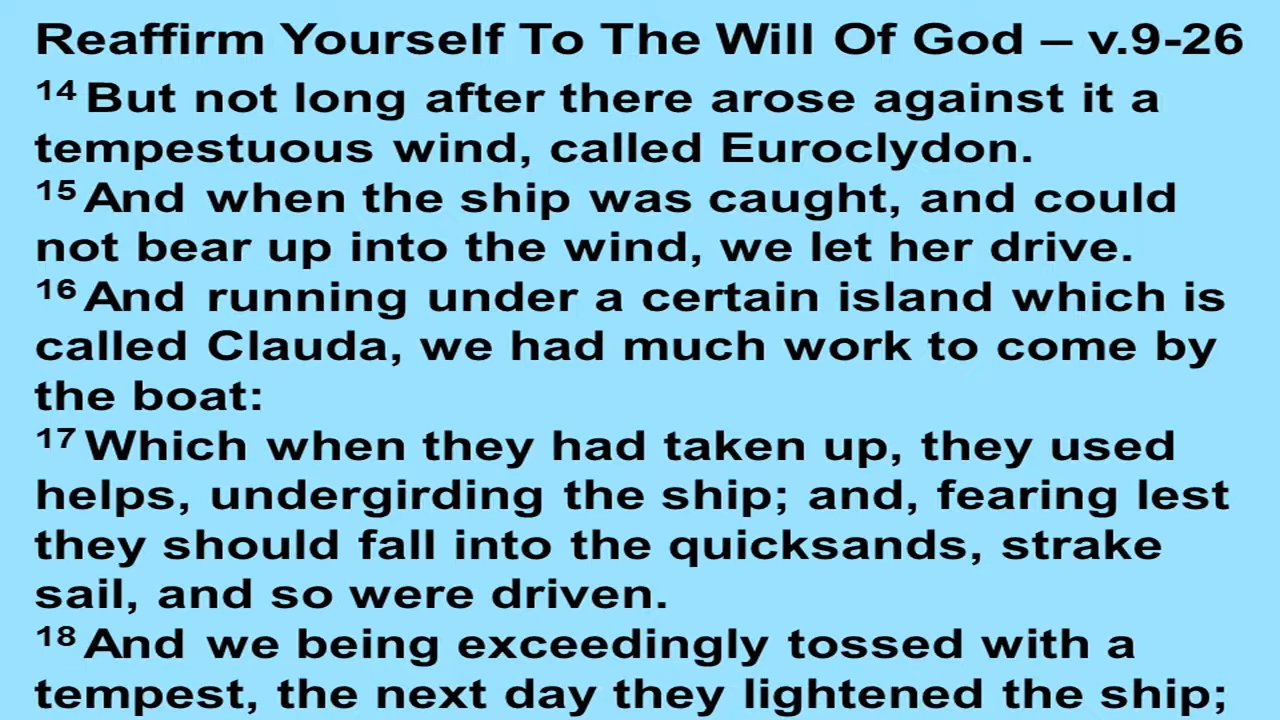 Reaffirm Yourself To The Will Of God – v.9-26
14 But not long after there arose against it a
tempestuous wind, called Euroclydon.
15 And when the ship was caught, and could
not bear up into the wind, we let her drive.
16 And running under a certain island which is
called Clauda, we had much work to come by
the boat:
17 Which when they had taken up, they used
helps, undergirding the ship; and, fearing lest
they should fall into the quicksands, strake
sail, and so were driven.
18 And we being exceedingly tossed with a
tempest, the next day they lightened the ship;